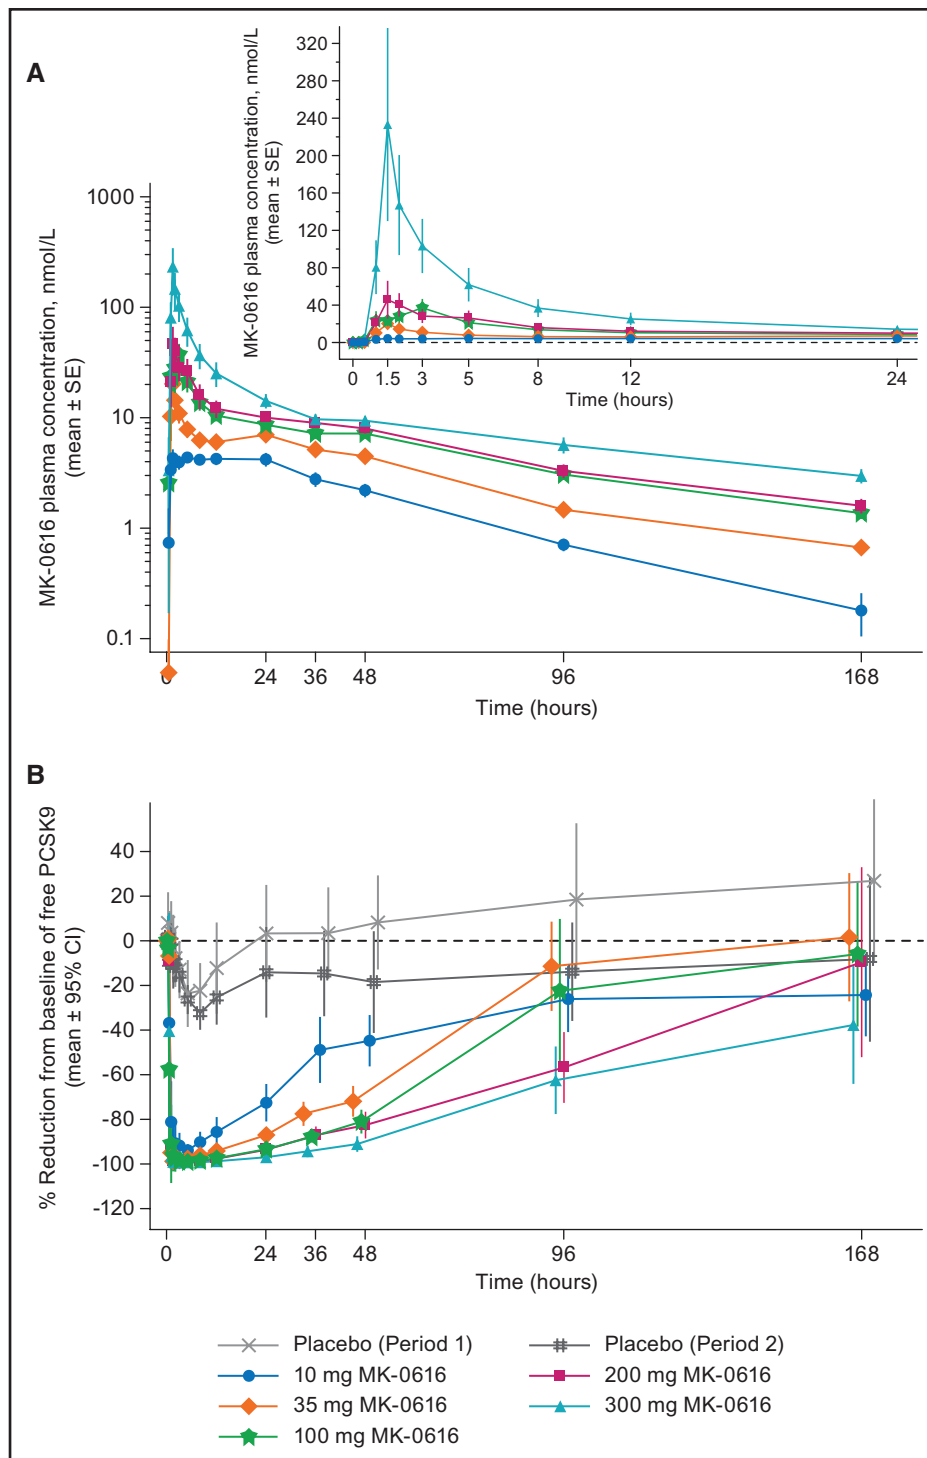 A
MK-0616 plasma concentration, nmol/L
(mean ± SE)
320
280
240
200
160
120
80
40
0
0 1.5 3 5 8 12 24
Time (hours)
MK-0616 plasma concentration, nmol/L
(mean ± SE)
1000
100
10
1
0.1
0 24 36 48 96 168
Time (hours)
B
% Reduction from baseline of free PCSK9
(mean ± 95% CI)
40
20
0
-20
-40
-60
-80
-100
-120
0 24 36 48 96 168
Time (hours)
Placebo (Period 1) Placebo (Period 2)
10 mg MK-0616 200 mg MK-0616
35 mg MK-0616 300 mg MK-0616
100 mg MK-0616